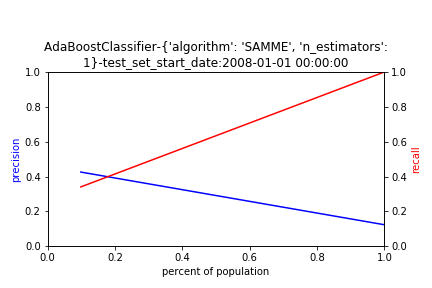 AdaBoostClassifier-{'algorithm': 'SAMME', 'n_estimators':
1}-test_set_start_date:2008-01-01 00:00:00
1.0
0.8
0.6
0.4
0.2
0.0
precision
1.0
0.8
0.6
0.4
0.2
0.0
recall
0.0 0.2 0.4 0.6 0.8 1.0
percent of population